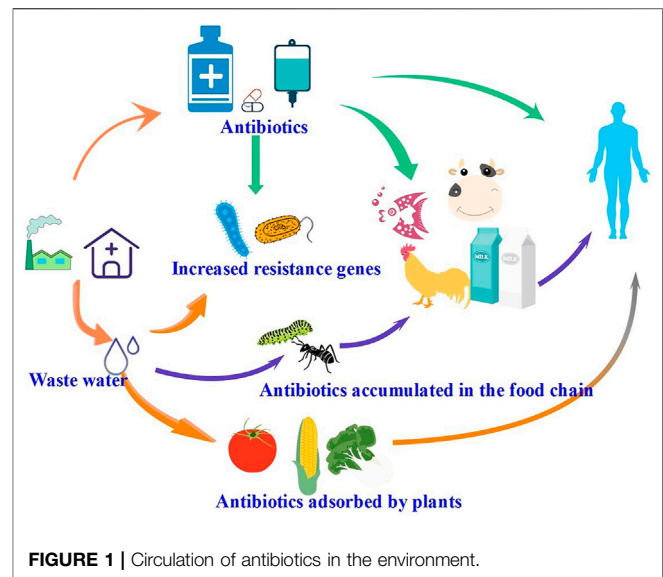 Antibiotics
Increased resistance genes
MILK
MILK
Waste water
Antibiotics accumulated in the food chain
Antibiotics adsorbed by plants
FIGURE 1 | Circulation of antibiotics in the environment.